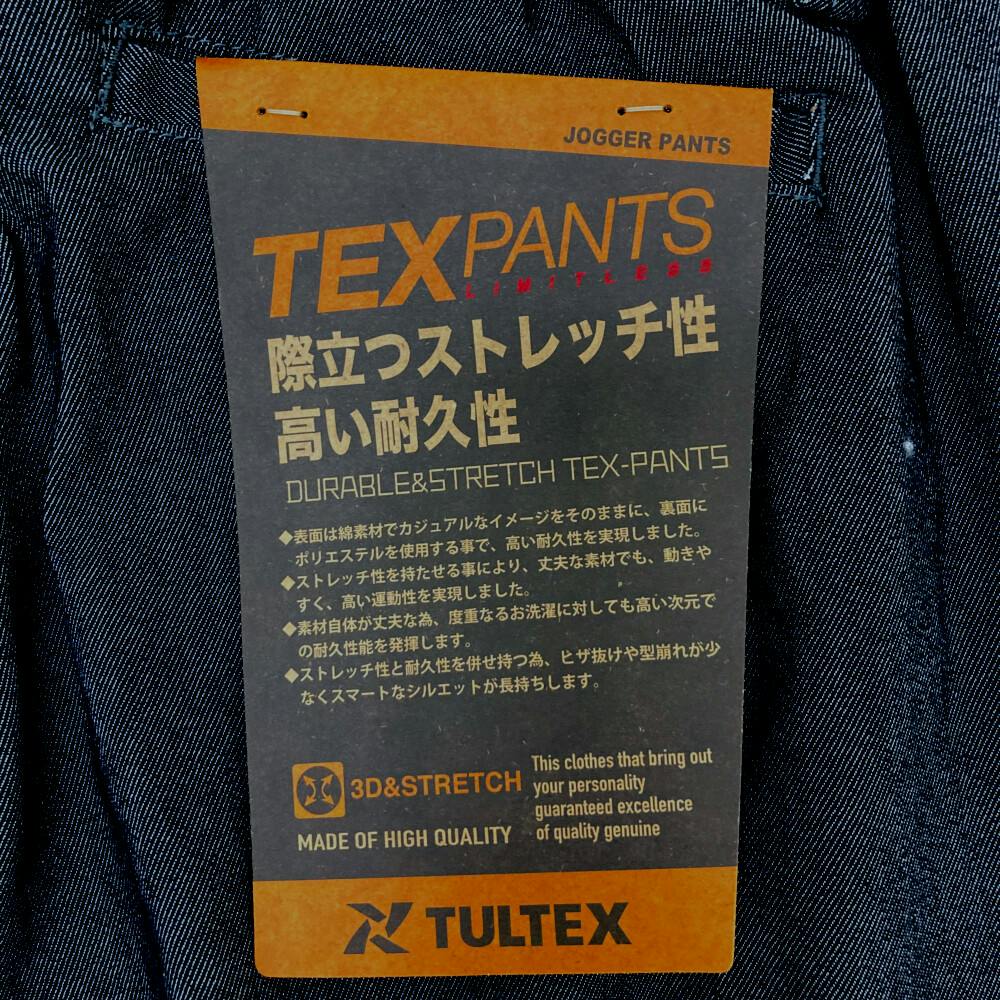 JOGGER PANTS
TEXPANTS
LIMITLESS
際立つストレッチ性
高い耐久性
DURABLE&STRETCH TEX-PANTS
◆表面は綿素材でカジュアルなイメージをそのままに、裏面に
ポリエステルを使用する事で、高い耐久性を実現しました。
◆ストレッチ性を持たせる事により、丈夫な素材でも、動きや
すく、高い運動性を実現しました。
◆素材自体が丈夫な為、度重なるお洗濯に対しても高い次元で
の耐久性能を発揮します。
◆ストレッチ性と耐久性を併せ持つ為、ヒザ抜けや型崩れが少
なくスマートなシルエットが長持ちします。
3D&STRETCH
MADE OF HIGH QUALITY
This clothes that bring out
your personality
guaranteed excellence
of quality genuine
TULTEX